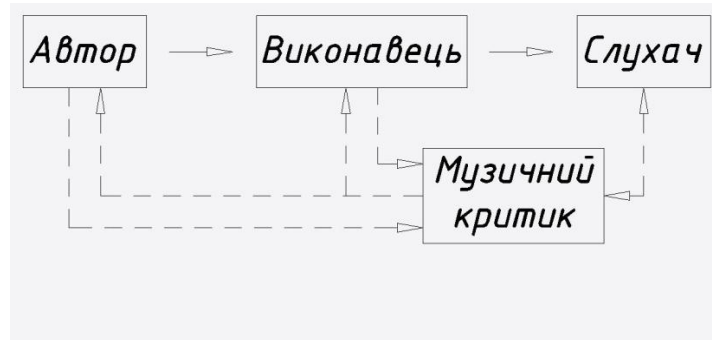 Автор
Виконавець
Слухач
Музичний
критик